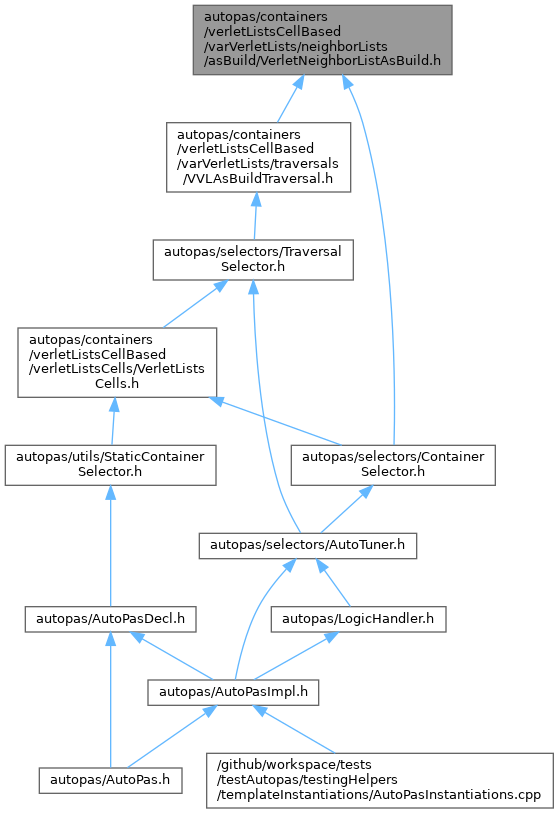 autopas/containers
/verletListsCellBased
/varVerletLists/neighborLists
/asBuild/VerletNeighborListAsBuild.h
autopas/containers
/verletListsCellBased
/varVerletLists/traversals
/VVLAsBuildTraversal.h
autopas/selectors/Traversal
Selector.h
autopas/containers
/verletListsCellBased
/verletListsCells/VerletLists
Cells.h
autopas/utils/StaticContainer
Selector.h
autopas/selectors/Container
Selector.h
autopas/selectors/AutoTuner.h
autopas/AutoPasDecl.h
autopas/LogicHandler.h
autopas/AutoPasImpl.h
autopas/AutoPas.h
/github/workspace/tests
/testAutopas/testingHelpers
/templateInstantiations/AutoPasInstantiations.cpp